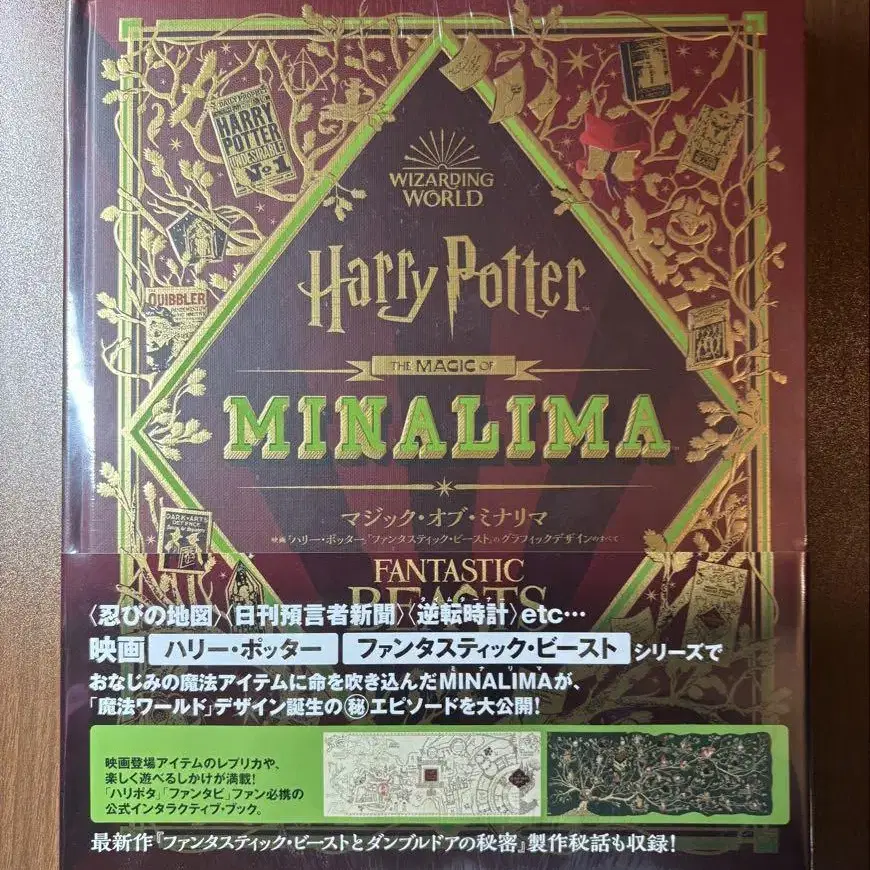 DAILY PROPHET
HARRY
POTTER
UNDESIRABLE
No 1
WIZARDING
WORLD
Harry Potter
THE MAGIC OF
QUIBBLER
MINALIMA
マジック・オブ・ミナリマ
映画「ハリー・ポッター」「ファンタスティック・ビースト」のグラフィックデザインのすべて
DARK ARTS
DEFENCE
FANTASTIC
BEASTS
〈忍びの地図〉〈日刊預言者新聞〉〈逆転時計〉etc…
映画 ハリー・ポッター ファンタスティック・ビースト シリーズで
おなじみの魔法アイテムに命を吹き込んだMINALIMAが、
「魔法ワールド」デザイン誕生の㊙エピソードを大公開!
映画登場アイテムのレプリカや、
楽しく遊べるしかけが満載!
「ハリポタ」「ファンタビ」ファン必携の
公式インタラクティブ・ブック。
最新作『ファンタスティック・ビーストとダンブルドアの秘密』製作秘話も収録!